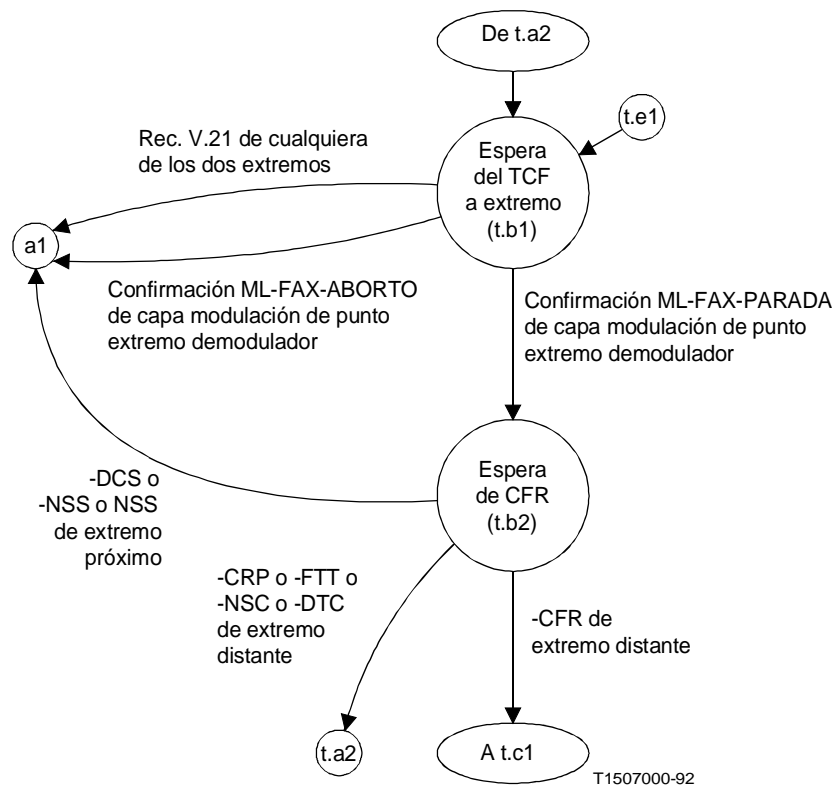 De t.a2
t.e1
Rec. V.21 de cualquiera
de los dos extremos
Espera
del TCF
a extremo
(t.b1)
a1
Confirmación ML-FAX-ABORTO
de capa modulación de punto
extremo demodulador
Confirmación ML-FAX-PARADA
de capa modulación de punto
extremo demodulador
-DCS o
-NSS o NSS
de extremo
próximo
Espera
de CFR
(t.b2)
-CRP o -FTT o
-NSC o -DTC
de extremo
distante
-CFR de
extremo distante
t.a2
A t.c1
T1507000-92